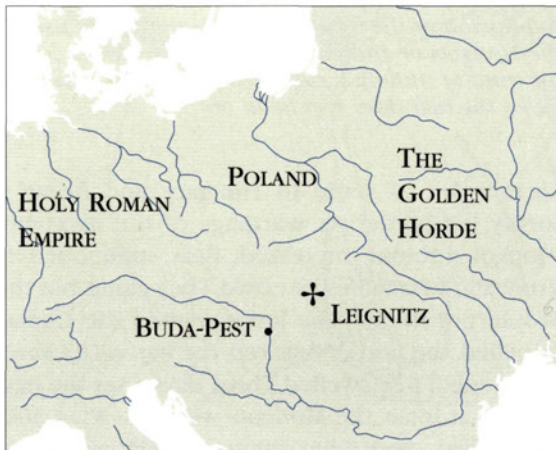 HOLY ROMAN
EMPIRE
POLAND
THE
GOLDEN
HORDE
BUDA-PEST
LEIGNITZ